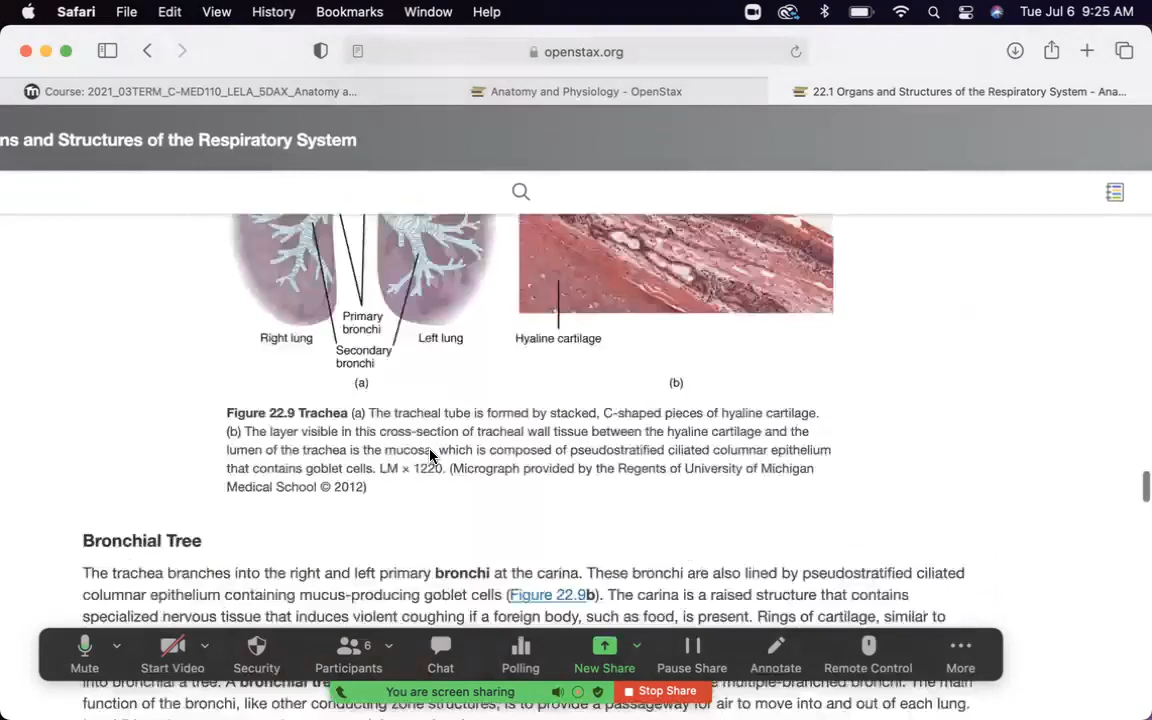 Safari File Edit View History Bookmarks Window Help Tue Jul 6 9:25 AM
openstax.org
Course: 2021_03TERM_C-MED110_LELA_5DAX_Anatomy a... Anatomy and Physiology - OpenStax 22.1 Organs and Structures of the Respiratory System - Ana...
ns and Structures of the Respiratory System
Primary
bronchi
Right lung Left lung Hyaline cartilage
Secondary
bronchi
(a) (b)
Figure 22.9 Trachea (a) The tracheal tube is formed by stacked, C-shaped pieces of hyaline cartilage.
(b) The layer visible in this cross-section of tracheal wall tissue between the hyaline cartilage and the
lumen of the trachea is the mucosa, which is composed of pseudostratified ciliated columnar epithelium
that contains goblet cells. LM × 1220. (Micrograph provided by the Regents of University of Michigan
Medical School © 2012)
Bronchial Tree
The trachea branches into the right and left primary bronchi at the carina. These bronchi are also lined by pseudostratified ciliated
columnar epithelium containing mucus-producing goblet cells (Figure 22.9b). The carina is a raised structure that contains
specialized nervous tissue that induces violent coughing if a foreign body, such as food, is present. Rings of cartilage, similar to
6
Mute Start Video Security Participants Chat Polling New Share Pause Share Annotate Remote Control More
into bronchial a tree. A bronchial multiple-branched bronchi. The main
You are screen sharing Stop Share
function of the bronchi, like other conducting zone structures, is to provide a passageway for air to move into and out of each lung.